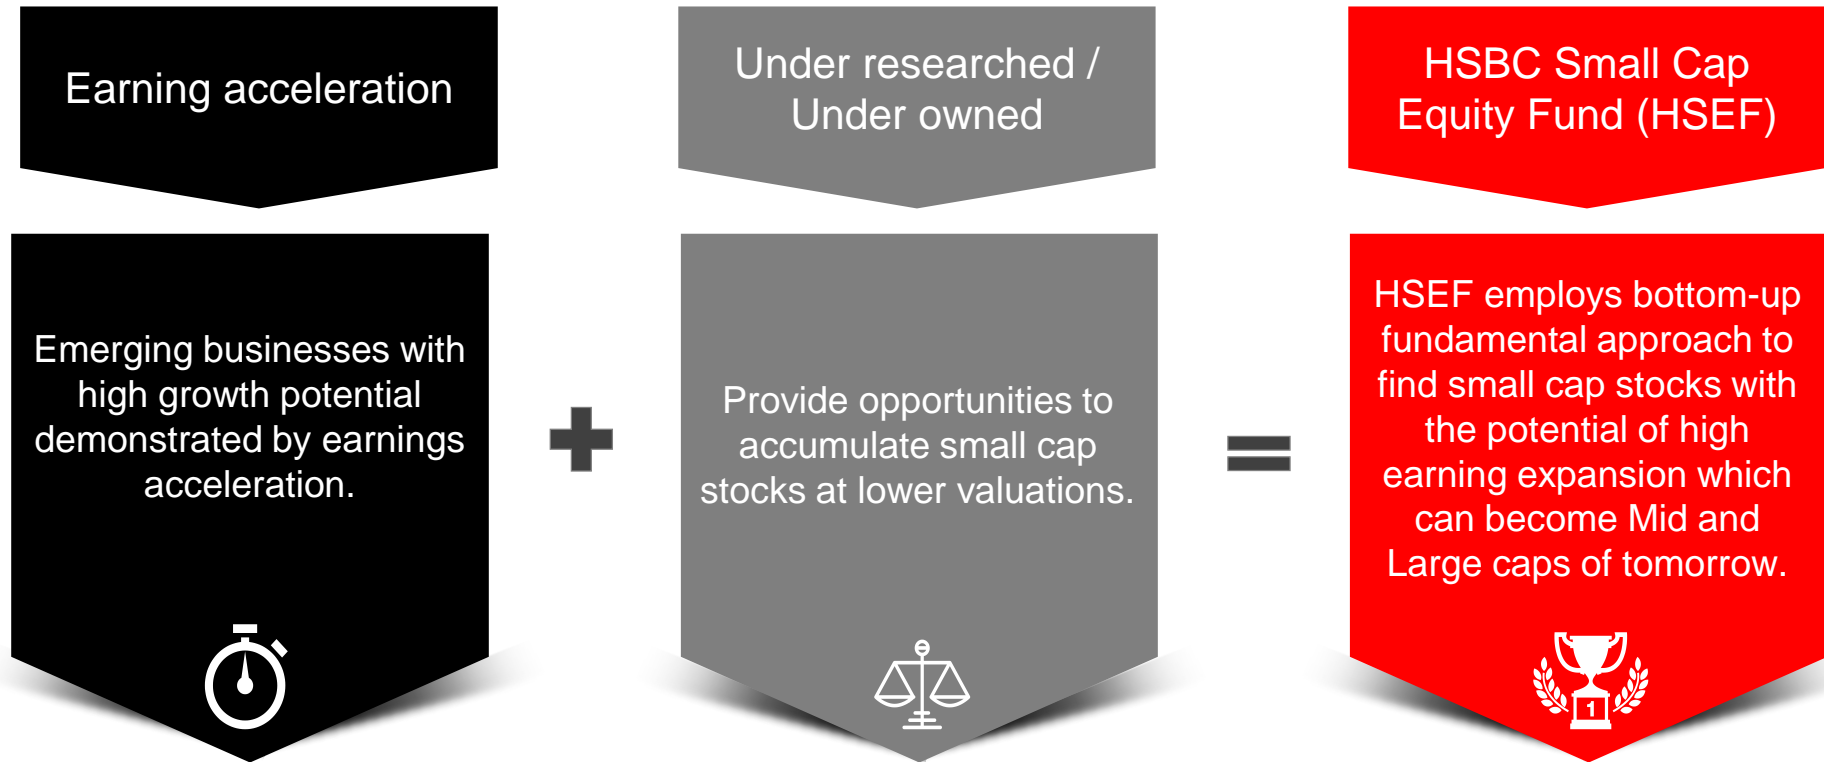 Earning acceleration
Under researched /
Under owned
HSBC Small Cap
Equity Fund (HSEF)
Emerging businesses with
high growth potential
demonstrated by earnings
acceleration.
Provide opportunities to
accumulate small cap
stocks at lower valuations.
HSEF employs bottom-up
fundamental approach to
find small cap stocks with
the potential of high
earning expansion which
can become Mid and
Large caps of tomorrow.
1